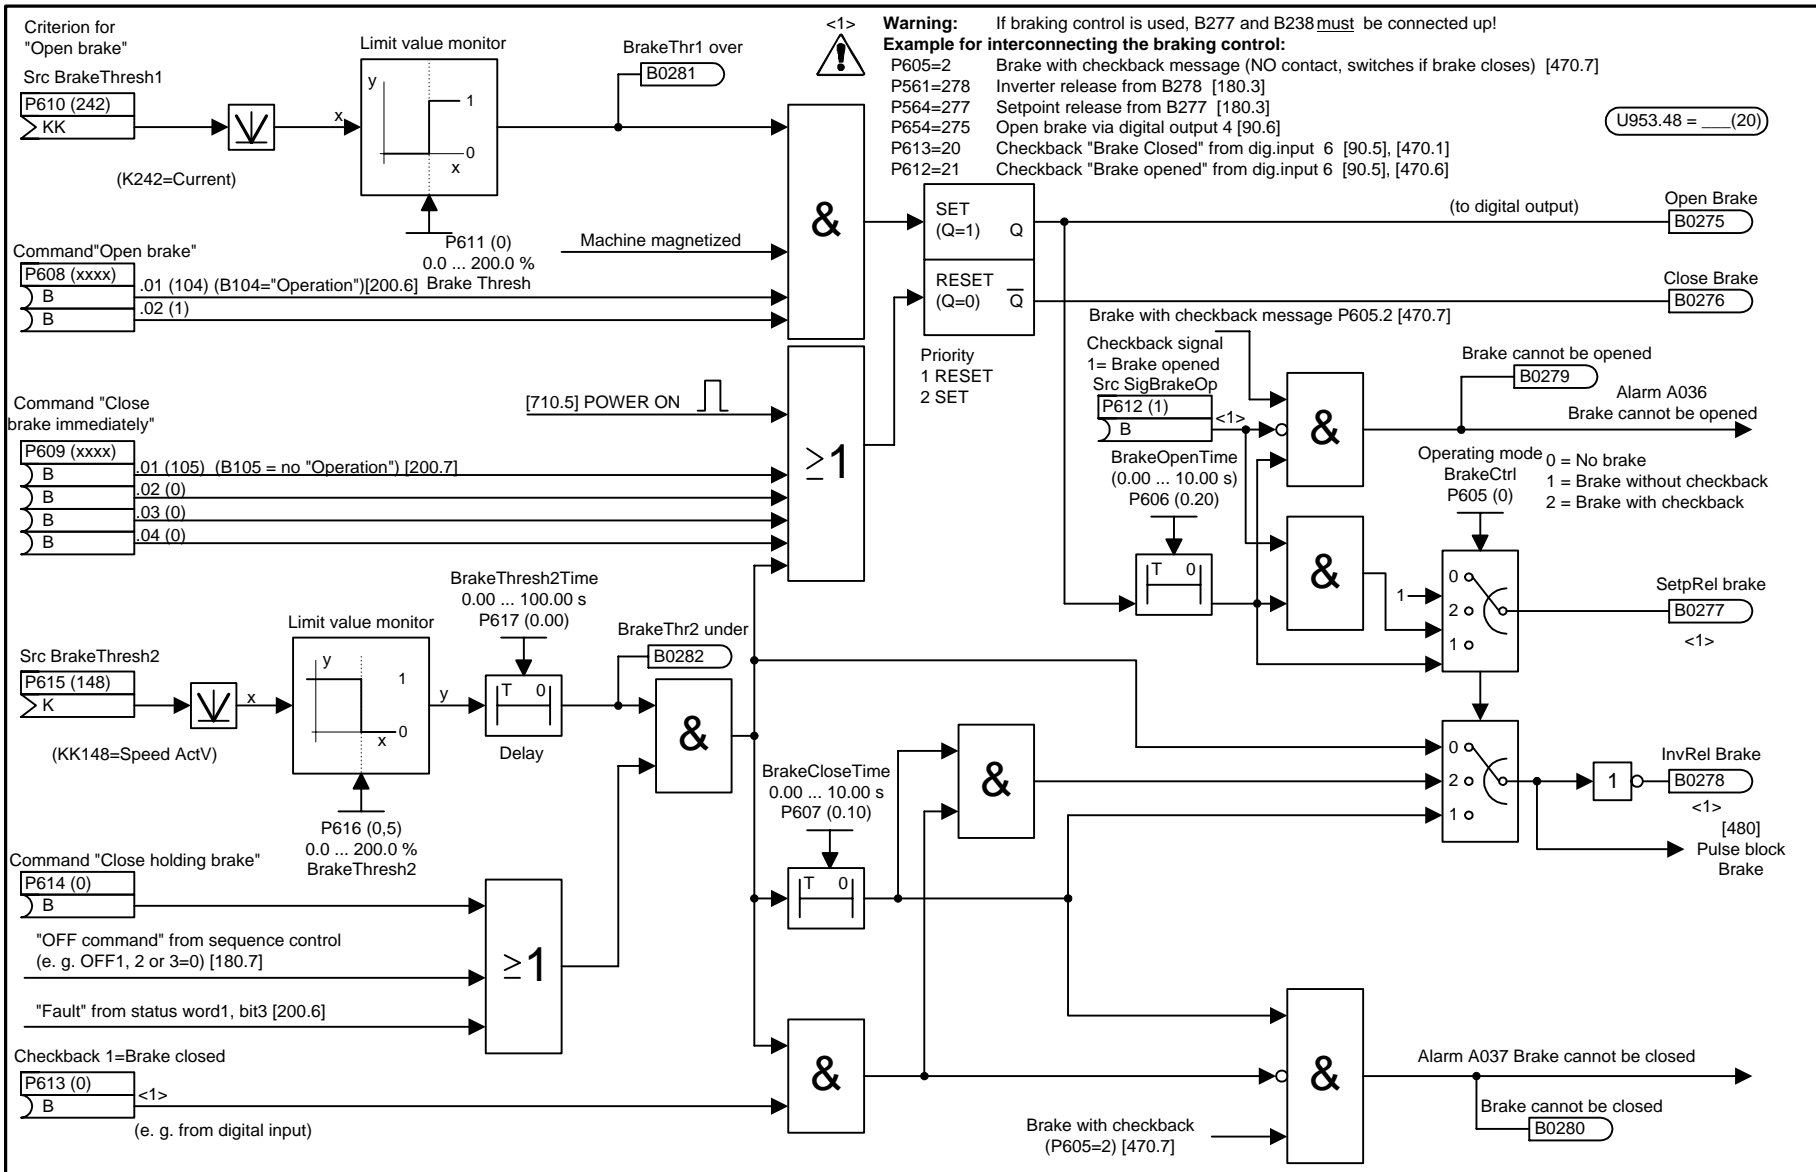 Criterion for
"Open brake"
Src BrakeThresh1
P610 (242)
KK
(K242=Current)
Limit value monitor
y
1
0
x
x
P611 (0)
0.0 ... 200.0 %
Brake Thresh
BrakeThr1 over
B0281
<1>
Warning: If braking control is used, B277 and B238 must be connected up!
Example for interconnecting the braking control:
P605=2 Brake with checkback message (NO contact, switches if brake closes) [470.7]
P561=278 Inverter release from B278 [180.3]
P564=277 Setpoint release from B277 [180.3]
P654=275 Open brake via digital output 4 [90.6]
P613=20 Checkback "Brake Closed" from dig.input 6 [90.5], [470.1]
P612=21 Checkback "Brake opened" from dig.input 6 [90.5], [470.6]
U953.48 = ___(20)
Machine magnetized
Command"Open brake"
P608 (xxxx)
B
.01 (104) (B104="Operation")[200.6]
B
.02 (1)
&
SET
(Q=1) Q
RESET
(Q=0) Q
Priority
1 RESET
2 SET
(to digital output)
Open Brake
B0275
Close Brake
B0276
Command "Close
brake immediately"
P609 (xxxx)
B
.01 (105) (B105 = no "Operation") [200.7]
B
.02 (0)
B
.03 (0)
B
.04 (0)
[710.5] POWER ON
≥1
Brake with checkback message P605.2 [470.7]
Checkback signal
1= Brake opened
Src SigBrakeOp
P612 (1)
B
<1>
&
Brake cannot be opened
B0279
Alarm A036
Brake cannot be opened
BrakeOpenTime
(0.00 ... 10.00 s)
P606 (0.20)
T 0
&
Operating mode
BrakeCtrl
P605 (0)
0 = No brake
1 = Brake without checkback
2 = Brake with checkback
1
0
2
1
SetpRel brake
B0277
<1>
Src BrakeThresh2
P615 (148)
K
(KK148=Speed ActV)
x
Limit value monitor
y
1
0
x
y
P616 (0,5)
0.0 ... 200.0 %
BrakeThresh2
BrakeThresh2Time
0.00 ... 100.00 s
P617 (0.00)
T 0
Delay
BrakeThr2 under
B0282
&
BrakeCloseTime
0.00 ... 10.00 s
P607 (0.10)
T 0
&
0
2
1
1
InvRel Brake
B0278
<1>
[480]
Pulse block
Brake
Command "Close holding brake"
P614 (0)
B
"OFF command" from sequence control
(e. g. OFF1, 2 or 3=0) [180.7]
"Fault" from status word1, bit3 [200.6]
≥1
Checkback 1=Brake closed
P613 (0)
B
<1>
(e. g. from digital input)
&
Brake with checkback
(P605=2) [470.7]
&
Alarm A037 Brake cannot be closed
Brake cannot be closed
B0280